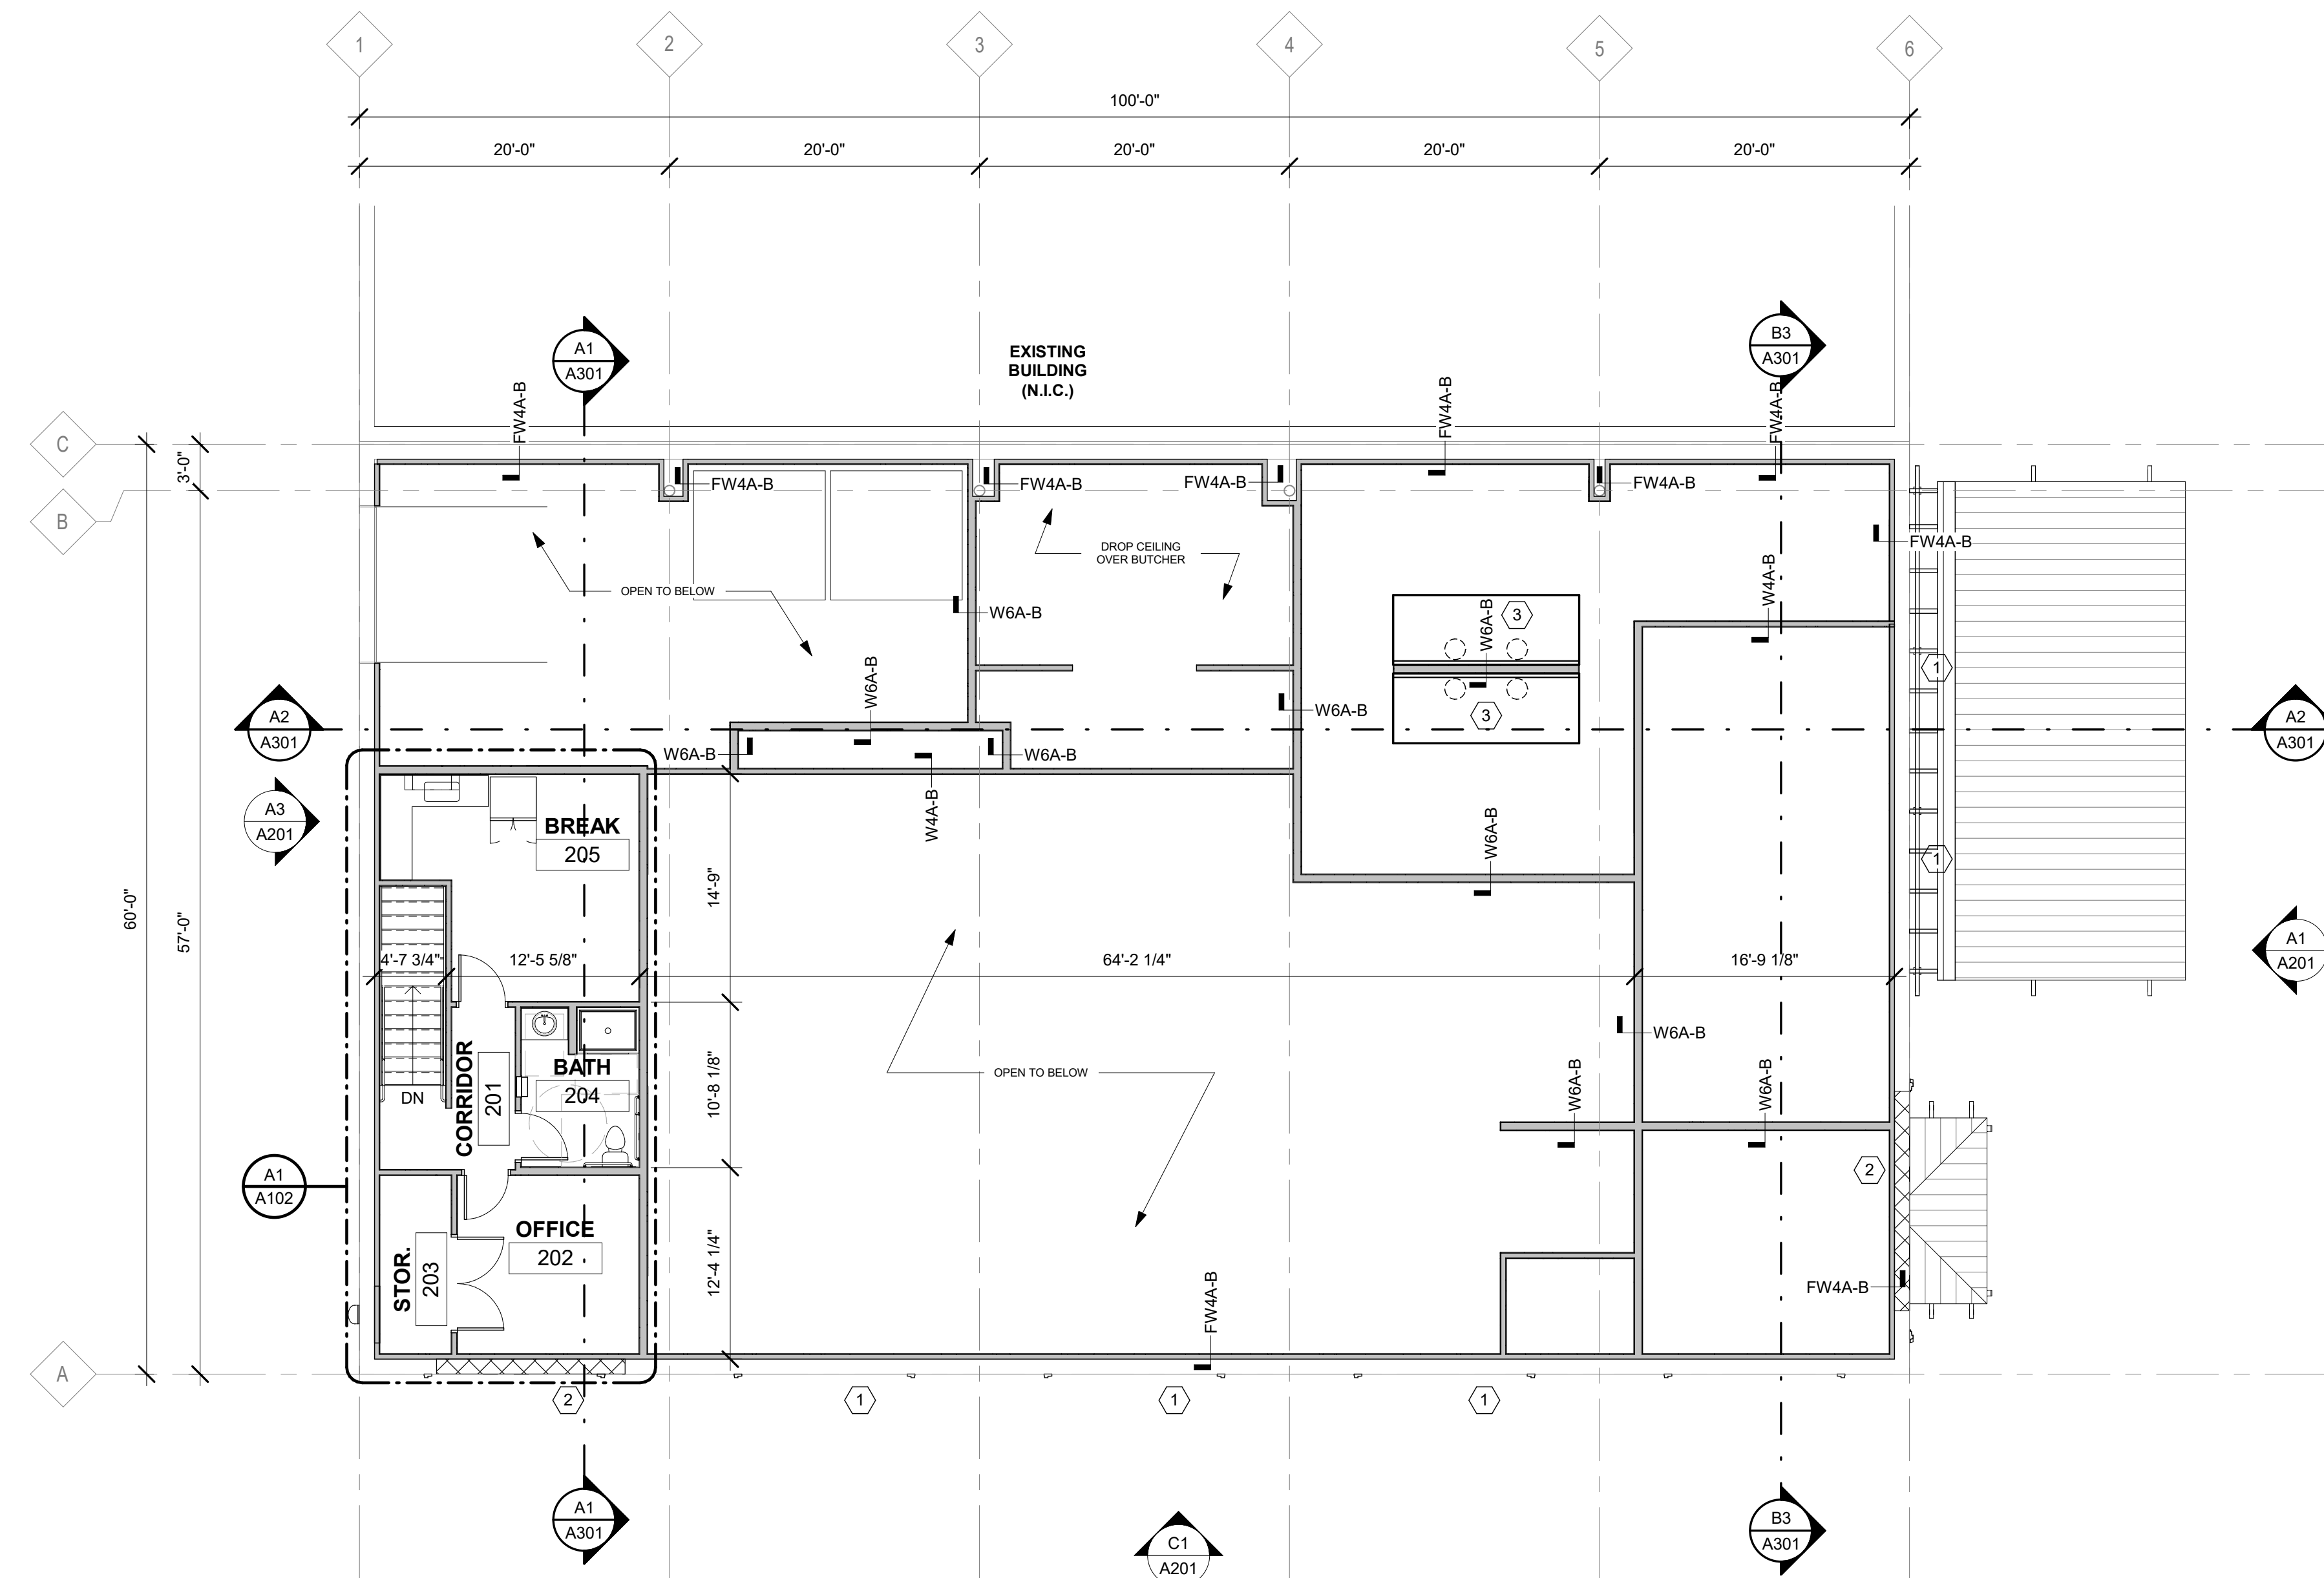 1
2
3
4
5
6
100'-0"
20'-0"
20'-0"
20'-0"
20'-0"
20'-0"
A1
A301
EXISTING
BUILDING
(N.I.C.)
B3
A301
FW4A-B
FW4A-B
FW4A-B
C
3'-0"
B
FW4A-B
FW4A-B
FW4A-B
FW4A-B
FW4A-B
DROP CEILING
OVER BUTCHER
OPEN TO BELOW
W6A-B
W6A-B
3
W4A-B
W6A-B
1
A2
A301
W6A-B
W6A-B
W6A-B
3
A2
A301
W4A-B
A3
A201
BREAK
205
W6A-B
1
14'-9"
60'-0"
57'-0"
4'-7 3/4"
12'-5 5/8"
64'-2 1/4"
16'-9 1/8"
A1
A201
W6A-B
CORRIDOR
201
BATH
204
10'-8 1/8"
OPEN TO BELOW
W6A-B
W6A-B
DN
A1
A102
2
OFFICE
202
STOR.
203
12'-4 1/4"
FW4A-B
FW4A-B
A
2
1
1
1
A1
A301
C1
A201
B3
A301